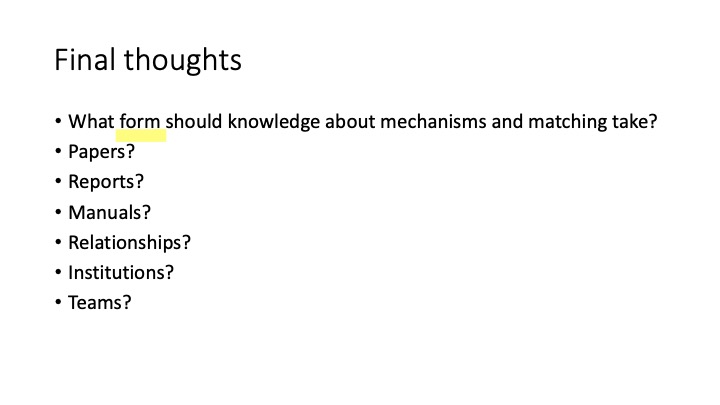 Final thoughts
• What form should knowledge about mechanisms and matching take?
• Papers?
• Reports?
• Manuals?
• Relationships?
• Institutions?
• Teams?